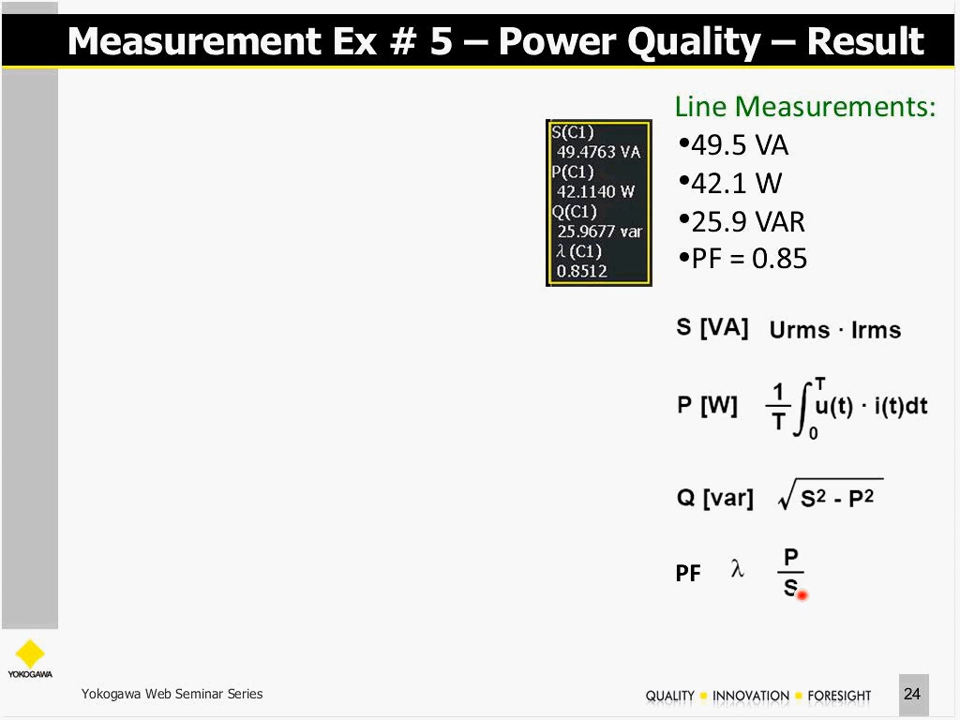 Measurement Ex # 5 – Power Quality – Result
S(C1)
49.4763 VA
P(C1)
42.1140 W
Q(C1)
25.9677 var
λ (C1)
0.8512
Line Measurements:
•49.5 VA
•42.1 W
•25.9 VAR
•PF = 0.85
S [VA] Urms · Irms
P [W] 1/T ∫₀ᵀ u(t) · i(t)dt
Q [var] √S² - P²
PF λ P/S
YOKOGAWA
Yokogawa Web Seminar Series
QUALITY ■ INNOVATION ■ FORESIGHT
24